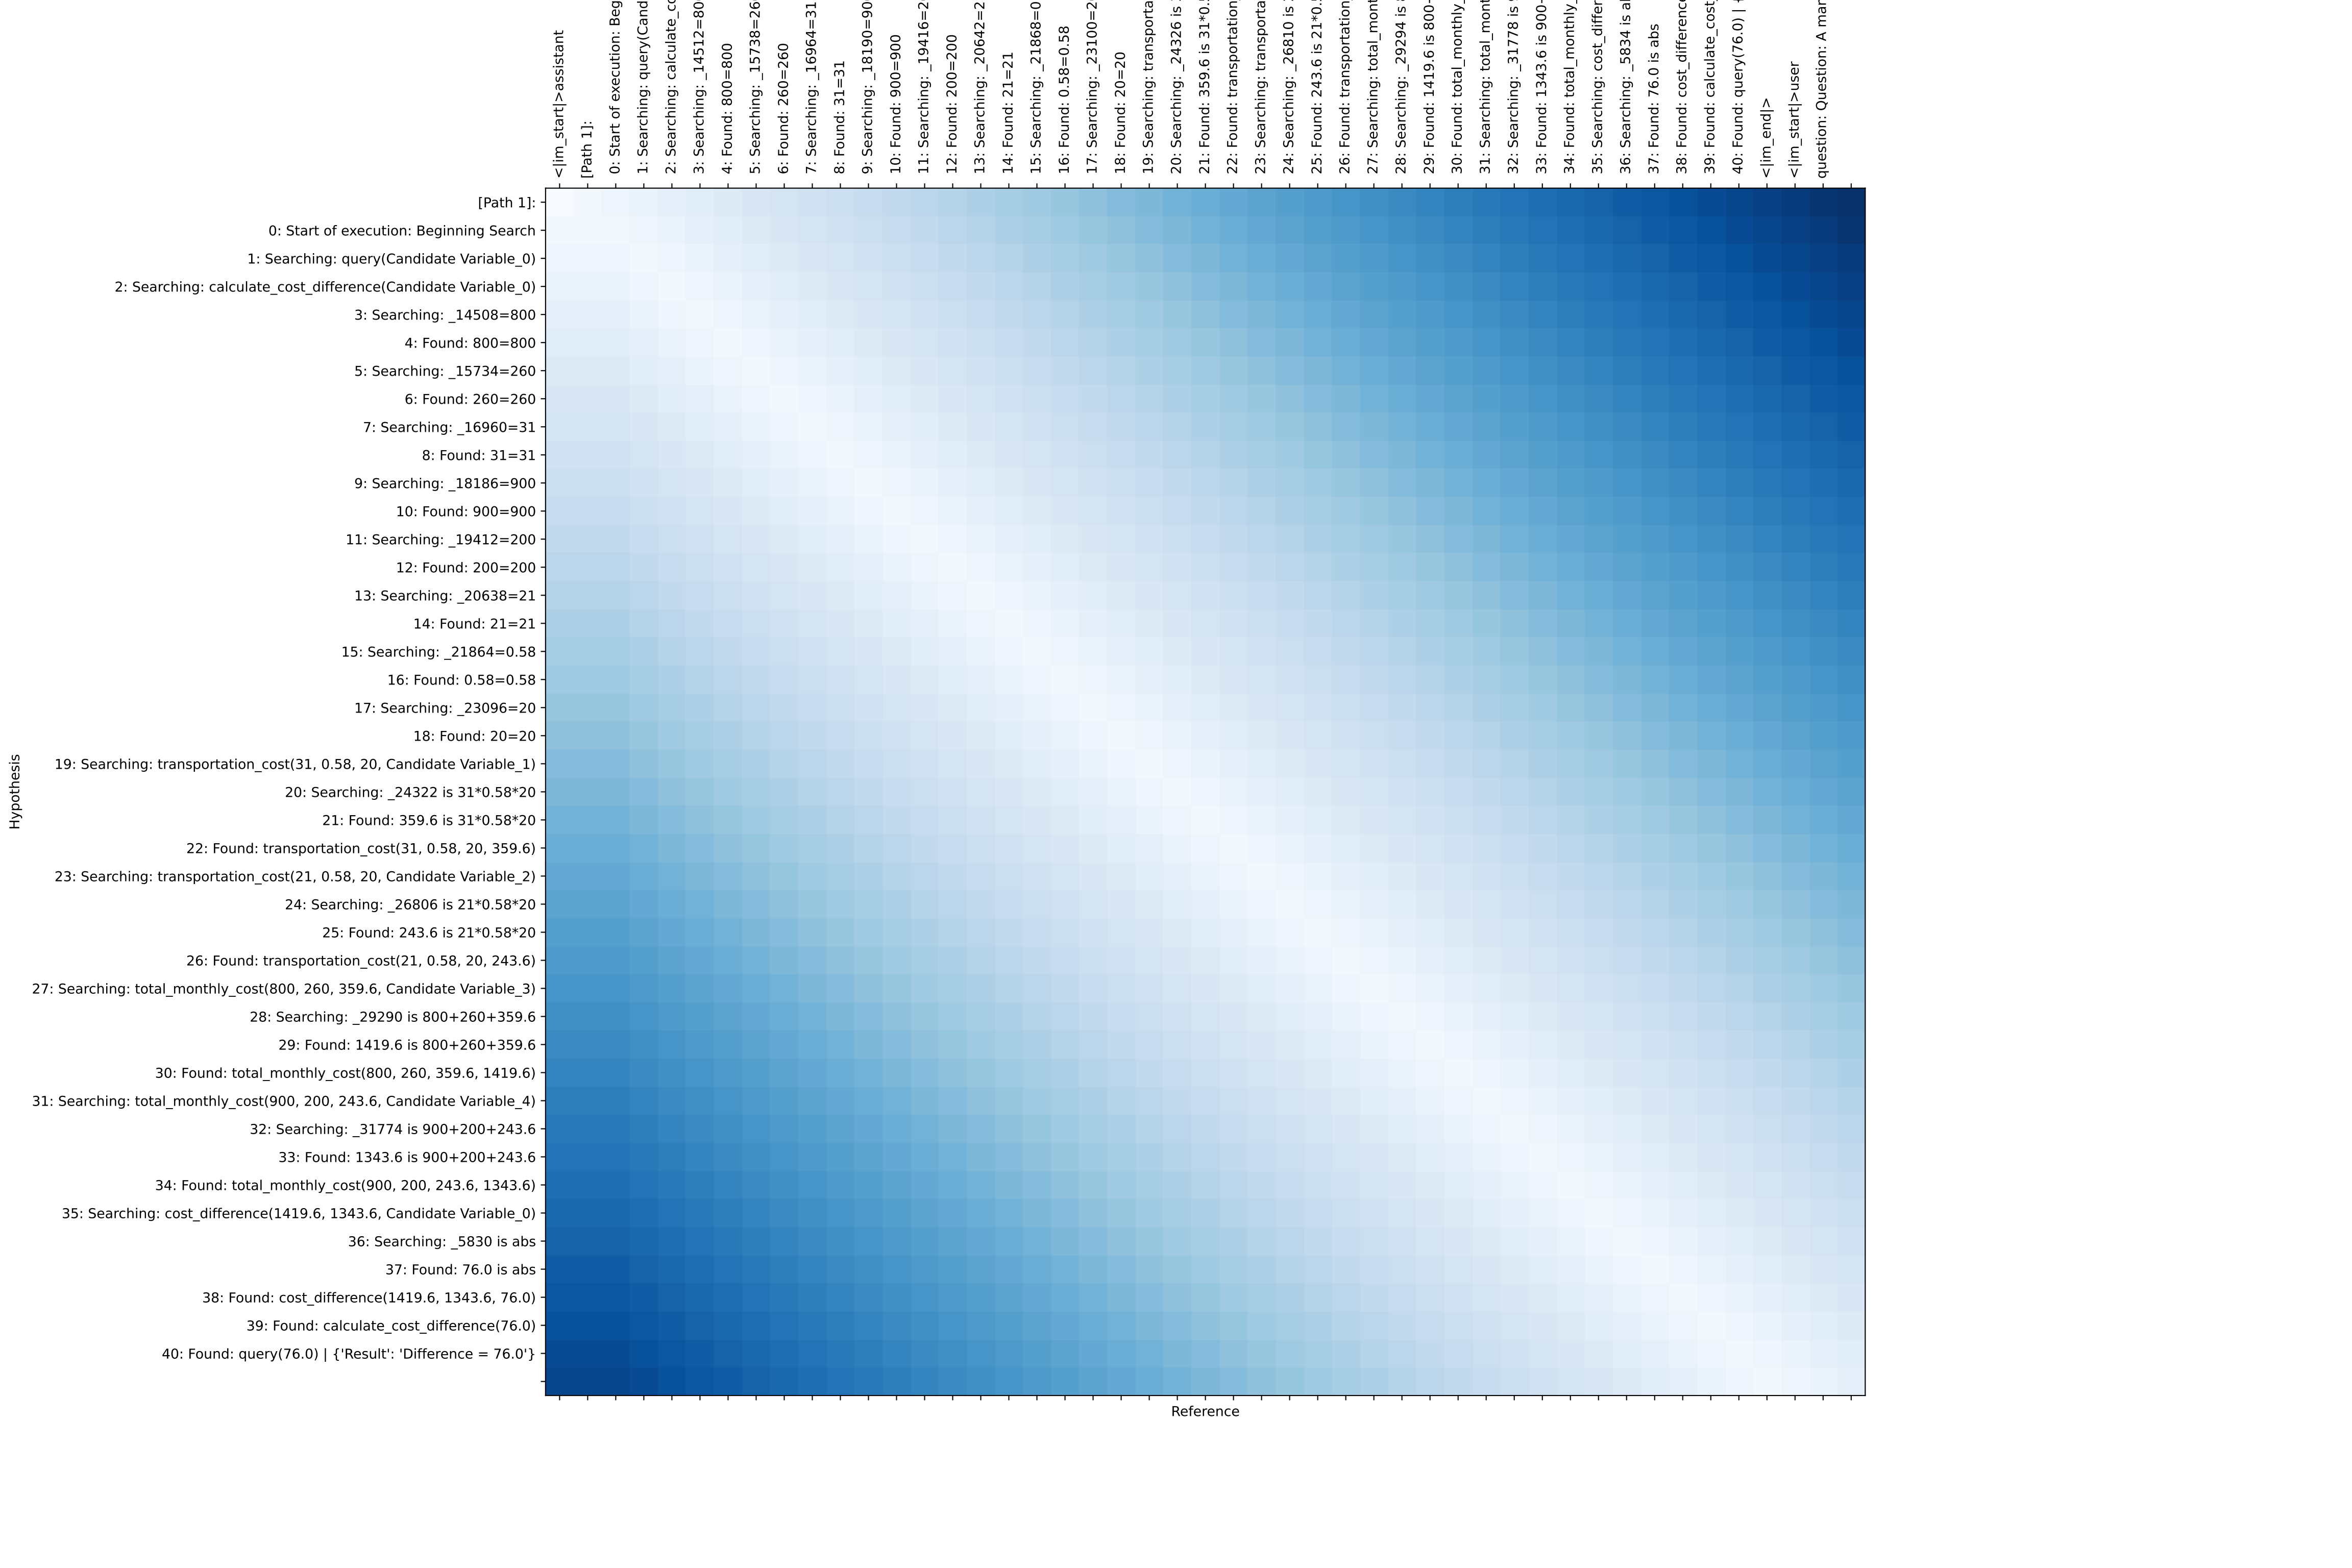 <|im_start|>assistant
[Path 1]:
0: Start of execution: Beg
1: Searching: query(Cand
2: Searching: calculate_co
3: Searching: _14512=80
4: Found: 800=800
5: Searching: _15738=26
6: Found: 260=260
7: Searching: _16964=31
8: Found: 31=31
9: Searching: _18190=90
10: Found: 900=900
11: Searching: _19416=2
12: Found: 200=200
13: Searching: _20642=2
14: Found: 21=21
15: Searching: _21868=0
16: Found: 0.58=0.58
17: Searching: _23100=2
18: Found: 20=20
19: Searching: transporta
20: Searching: _24326 is
21: Found: 359.6 is 31*0.
22: Found: transportation
23: Searching: transporta
24: Searching: _26810 is
25: Found: 243.6 is 21*0.
26: Found: transportation
27: Searching: total_mont
28: Searching: _29294 is
29: Found: 1419.6 is 800
30: Found: total_monthly_
31: Searching: total_mont
32: Searching: _31778 is
33: Found: 1343.6 is 900
34: Found: total_monthly_
35: Searching: cost_differ
36: Searching: _5834 is a
37: Found: 76.0 is abs
38: Found: cost_difference
39: Found: calculate_cost_
40: Found: query(76.0) |
<|im_end|>
<|im_start|>user
question: Question: A mar
[Path 1]:
0: Start of execution: Beginning Search
1: Searching: query(Candidate Variable_0)
2: Searching: calculate_cost_difference(Candidate Variable_0)
3: Searching: _14508=800
4: Found: 800=800
5: Searching: _15734=260
6: Found: 260=260
7: Searching: _16960=31
8: Found: 31=31
9: Searching: _18186=900
10: Found: 900=900
11: Searching: _19412=200
12: Found: 200=200
13: Searching: _20638=21
14: Found: 21=21
15: Searching: _21864=0.58
16: Found: 0.58=0.58
17: Searching: _23096=20
18: Found: 20=20
19: Searching: transportation_cost(31, 0.58, 20, Candidate Variable_1)
20: Searching: _24322 is 31*0.58*20
21: Found: 359.6 is 31*0.58*20
22: Found: transportation_cost(31, 0.58, 20, 359.6)
23: Searching: transportation_cost(21, 0.58, 20, Candidate Variable_2)
24: Searching: _26806 is 21*0.58*20
25: Found: 243.6 is 21*0.58*20
26: Found: transportation_cost(21, 0.58, 20, 243.6)
27: Searching: total_monthly_cost(800, 260, 359.6, Candidate Variable_3)
28: Searching: _29290 is 800+260+359.6
29: Found: 1419.6 is 800+260+359.6
30: Found: total_monthly_cost(800, 260, 359.6, 1419.6)
31: Searching: total_monthly_cost(900, 200, 243.6, Candidate Variable_4)
32: Searching: _31774 is 900+200+243.6
33: Found: 1343.6 is 900+200+243.6
34: Found: total_monthly_cost(900, 200, 243.6, 1343.6)
35: Searching: cost_difference(1419.6, 1343.6, Candidate Variable_0)
36: Searching: _5830 is abs
37: Found: 76.0 is abs
38: Found: cost_difference(1419.6, 1343.6, 76.0)
39: Found: calculate_cost_difference(76.0)
40: Found: query(76.0) | {'Result': 'Difference = 76.0'}
Hypothesis
Reference